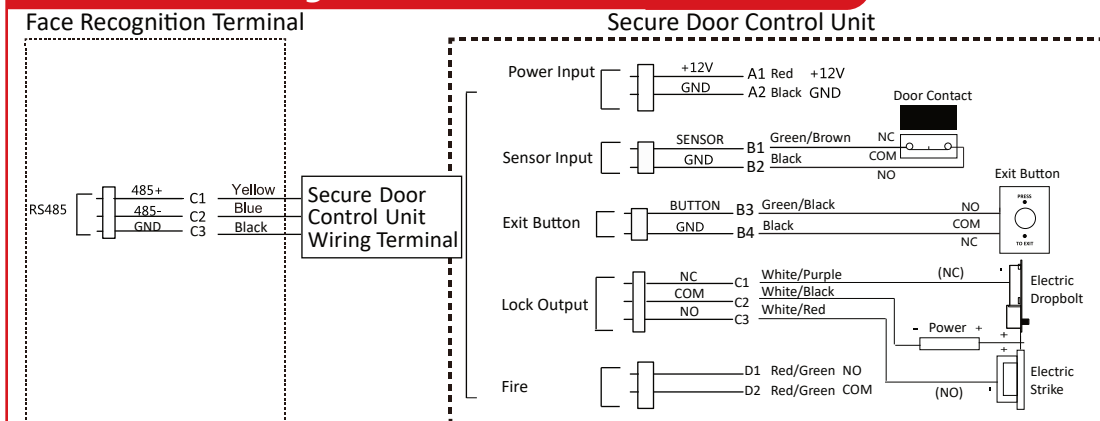 Face Recognition Terminal
Secure Door Control Unit
RS485
485+ C1 Yellow
485- C2 Blue
GND C3 Black
Secure Door
Control Unit
Wiring Terminal
Power Input
+12V A1 Red +12V
GND A2 Black GND
Door Contact
Sensor Input
SENSOR B1 Green/Brown NC
GND B2 Black COM
NO
Exit Button
Exit Button
BUTTON B3 Green/Black NO
GND B4 Black COM
NC
PRESS
TO EXIT
Lock Output
NC C1 White/Purple (NC)
COM C2 White/Black
NO C3 White/Red
- Power +
Electric
Dropbolt
-
+
+
-
Electric
Strike
(NO)
Fire
D1 Red/Green NO
D2 Red/Green COM